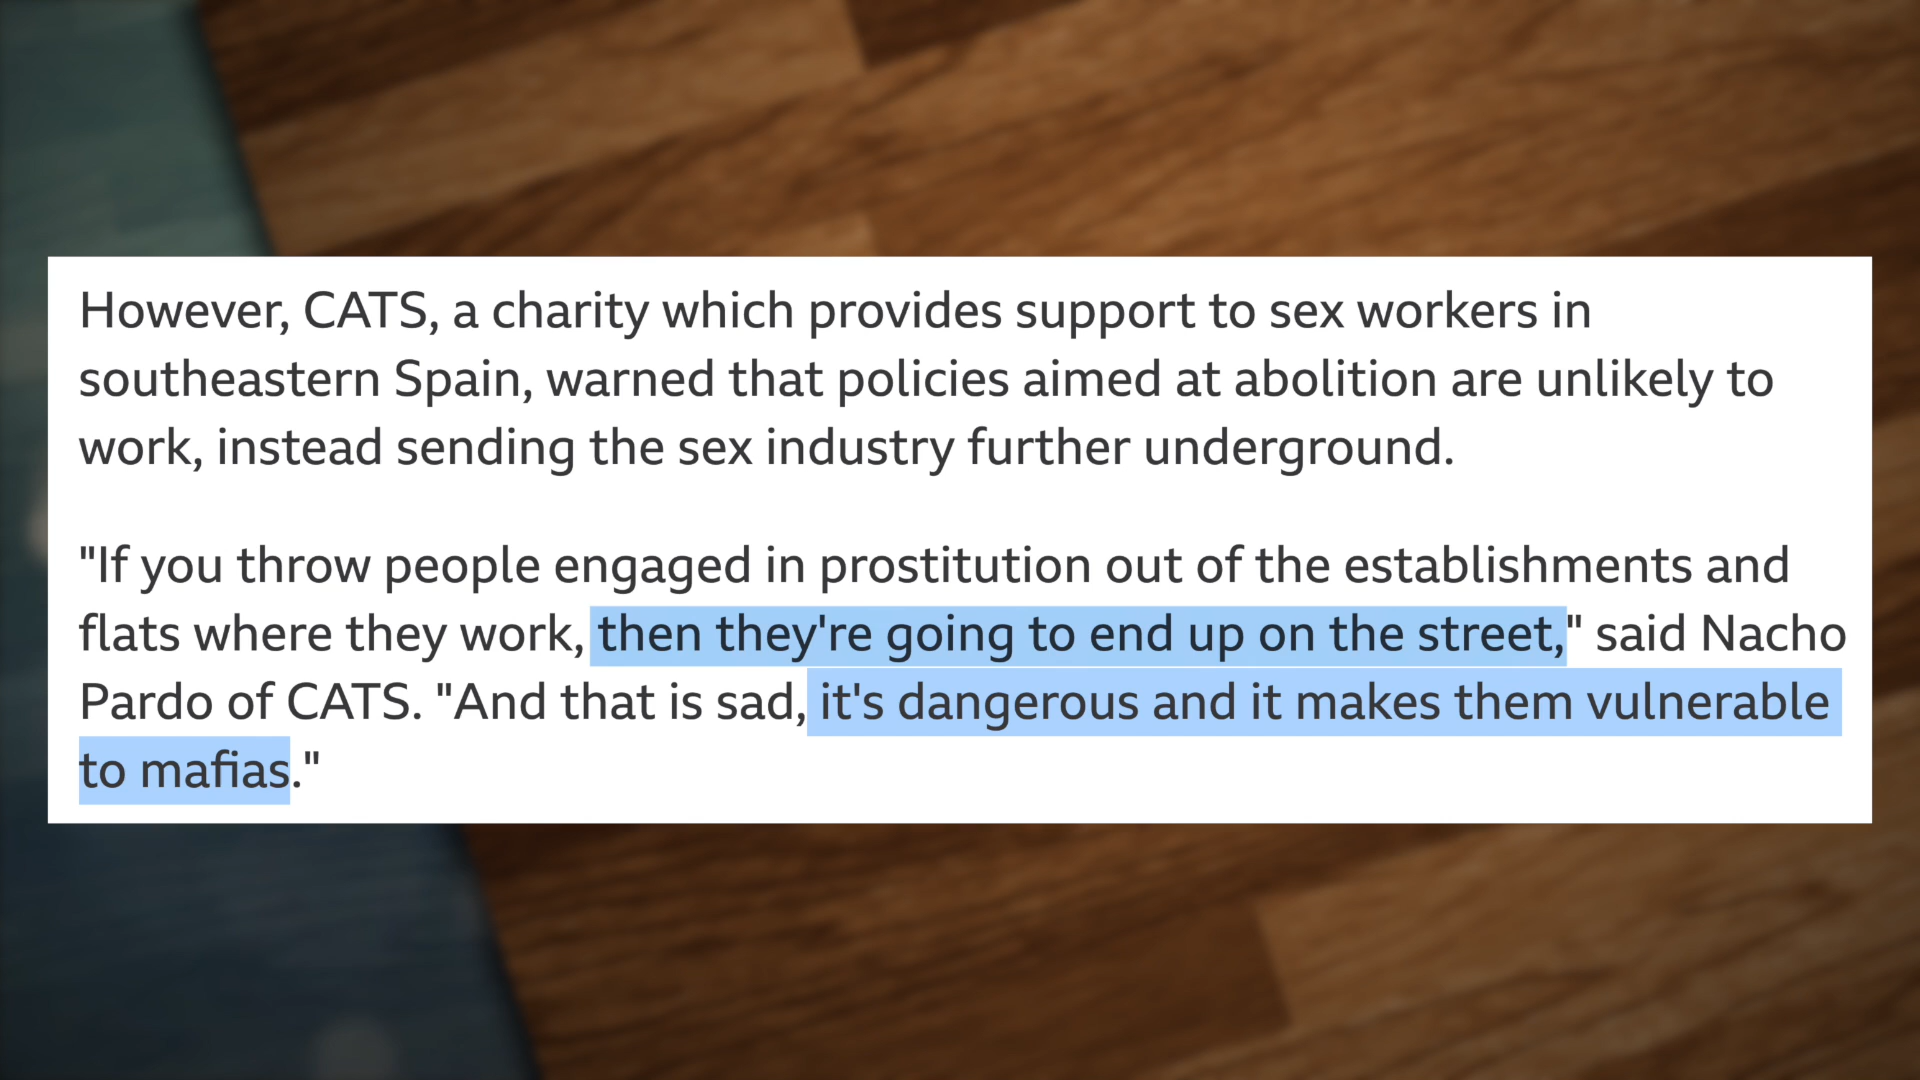 However, CATS, a charity which provides support to sex workers in
southeastern Spain, warned that policies aimed at abolition are unlikely to
work, instead sending the sex industry further underground.
"If you throw people engaged in prostitution out of the establishments and
flats where they work, then they're going to end up on the street," said Nacho
Pardo of CATS. "And that is sad, it's dangerous and it makes them vulnerable
to mafias."